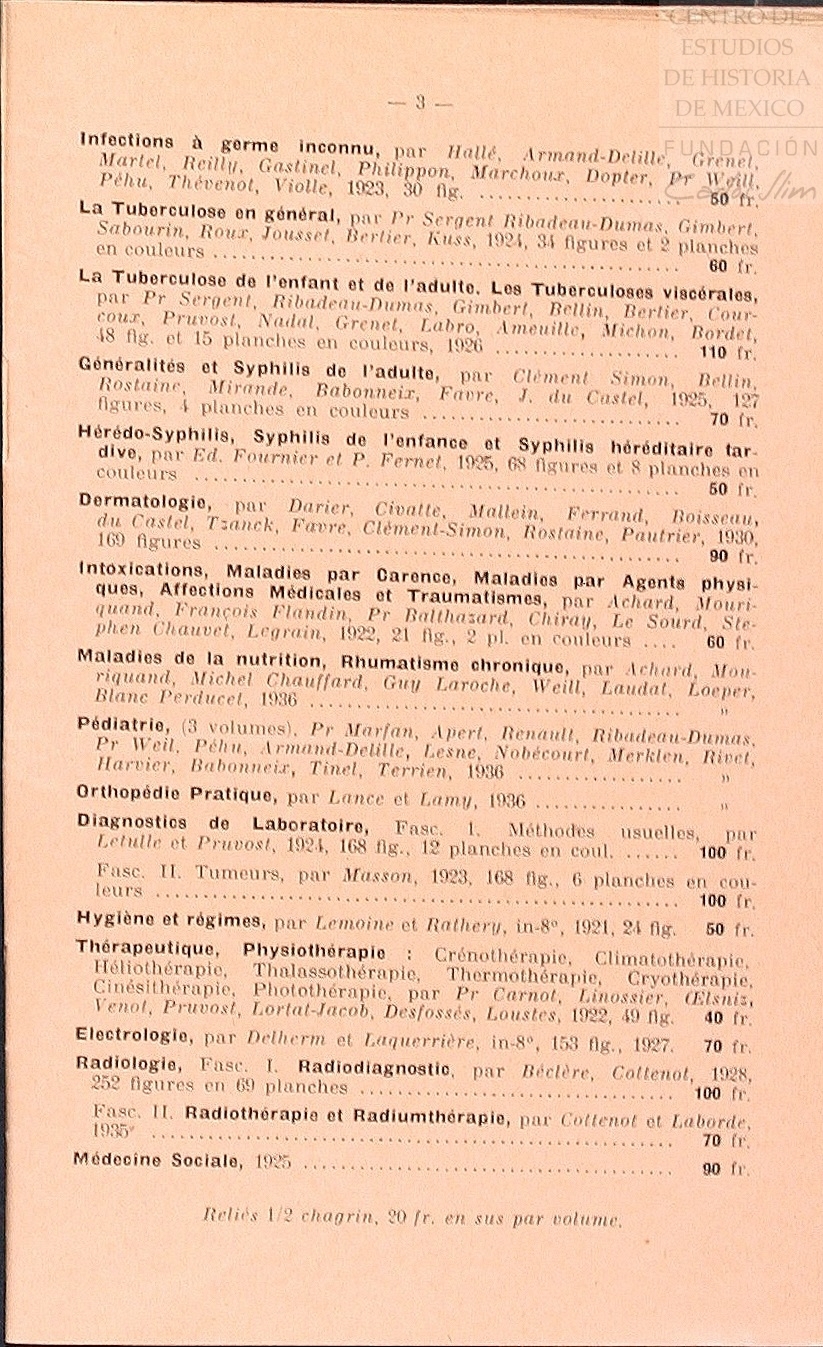 CENTRO DE
ESTUDIOS
DE HISTORIA
DE MEXICO
FUNDACIÓN
Carlos Slim
— 3 —
Infections à germe inconnu, par Hallé, Armand-Delille, Grenet,
Martel, Reilly, Gastinel, Philippon, Marchoux, Dopter, Pr Weill,
Péhu, Thévenot, Violle, 1923, 30 fig. ..................... 50 fr.
La Tuberculose en général, par Pr Sergent Ribadeau-Dumas, Gimbert,
Sabourin, Roux, Jousset, Bertier, Kuss, 1924, 34 figures et 2 planches
en couleurs ................................................ 60 fr.
La Tuberculose de l'enfant et de l'adulte. Les Tuberculoses viscérales,
par Pr Sergent, Ribadeau-Dumas, Gimbert, Bellin, Bertier, Cour-
coux, Pruvost, Nadal, Grenet, Labro, Ameuille, Michon, Bordet,
48 fig. et 15 planches en couleurs, 1926 ................... 110 fr.
Généralités et Syphilis de l'adulte, par Clément Simon, Bellin,
Rostaine, Mirande, Babonneix, Favre, J. du Castel, 1925, 127
figures, 4 planches en couleurs ........................... 70 fr.
Hérédo-Syphilis, Syphilis de l'enfance et Syphilis héréditaire tar-
dive, par Ed. Fournier et P. Fernet, 1925, 68 figures et 8 planches en
couleurs .................................................. 50 fr.
Dermatologie, par Darier, Civatte, Mallein, Ferrand, Boisseau,
du Castel, Tzanck, Favre, Clément-Simon, Rostaine, Pautrier, 1930,
169 figures ................................................ 90 fr.
Intoxications, Maladies par Carence, Maladies par Agents physi-
ques, Affections Médicales et Traumatismes, par Achard, Mouri-
quand, François Flandin, Pr Balthazard, Chiray, Le Sourd, Ste-
phen Chauvet, Legrain, 1922, 21 fig., 2 pl. en couleurs .... 60 fr.
Maladies de la nutrition, Rhumatisme chronique, par Achard, Mou-
riquand, Michel Chauffard, Guy Laroche, Weill, Laudat, Loeper,
Blanc Perducet, 1936 ...................................... »
Pédiatrie, (3 volumes), Pr Marfan, Apert, Renault, Ribadeau-Dumas,
Pr Weil, Péhu, Armand-Delille, Lesne, Nobécourt, Merklen, Rivet,
Harvier, Babonneix, Tinel, Terrien, 1936 ................. »
Orthopédie Pratique, par Lance et Lamy, 1936 ............... »
Diagnostics de Laboratoire, Fasc. I. Méthodes usuelles, par
Letulle et Pruvost, 1924, 168 fig., 12 planches en coul. ...... 100 fr.
Fasc. II. Tumeurs, par Masson, 1923, 168 fig., 6 planches en cou-
leurs ...................................................... 100 fr.
Hygiène et régimes, par Lemoine et Rathery, in-8°, 1921, 24 fig. 50 fr.
Thérapeutique, Physiothérapie : Crénothérapie, Climatothérapie,
Héliothérapie, Thalassothérapie, Thermothérapie, Cryothérapie,
Cinésithérapie, Photothérapie, par Pr Carnot, Linossier, Œlsniz,
Venot, Pruvost, Lortat-Jacob, Desfossés, Loustes, 1922, 49 fig. 40 fr.
Electrologie, par Delherm et Laquerrière, in-8°, 153 fig., 1927. 70 fr.
Radiologie, Fasc. I. Radiodiagnostic, par Béclère, Cottenot, 1928,
252 figures en 69 planches ................................ 100 fr.
Fasc. II. Radiothérapie et Radiumthérapie, par Cottenot et Laborde,
1935 ..................................................... 70 fr.
Médecine Sociale, 1925 ..................................... 90 fr.
Reliés 1/2 chagrin, 20 fr. en sus par volume.